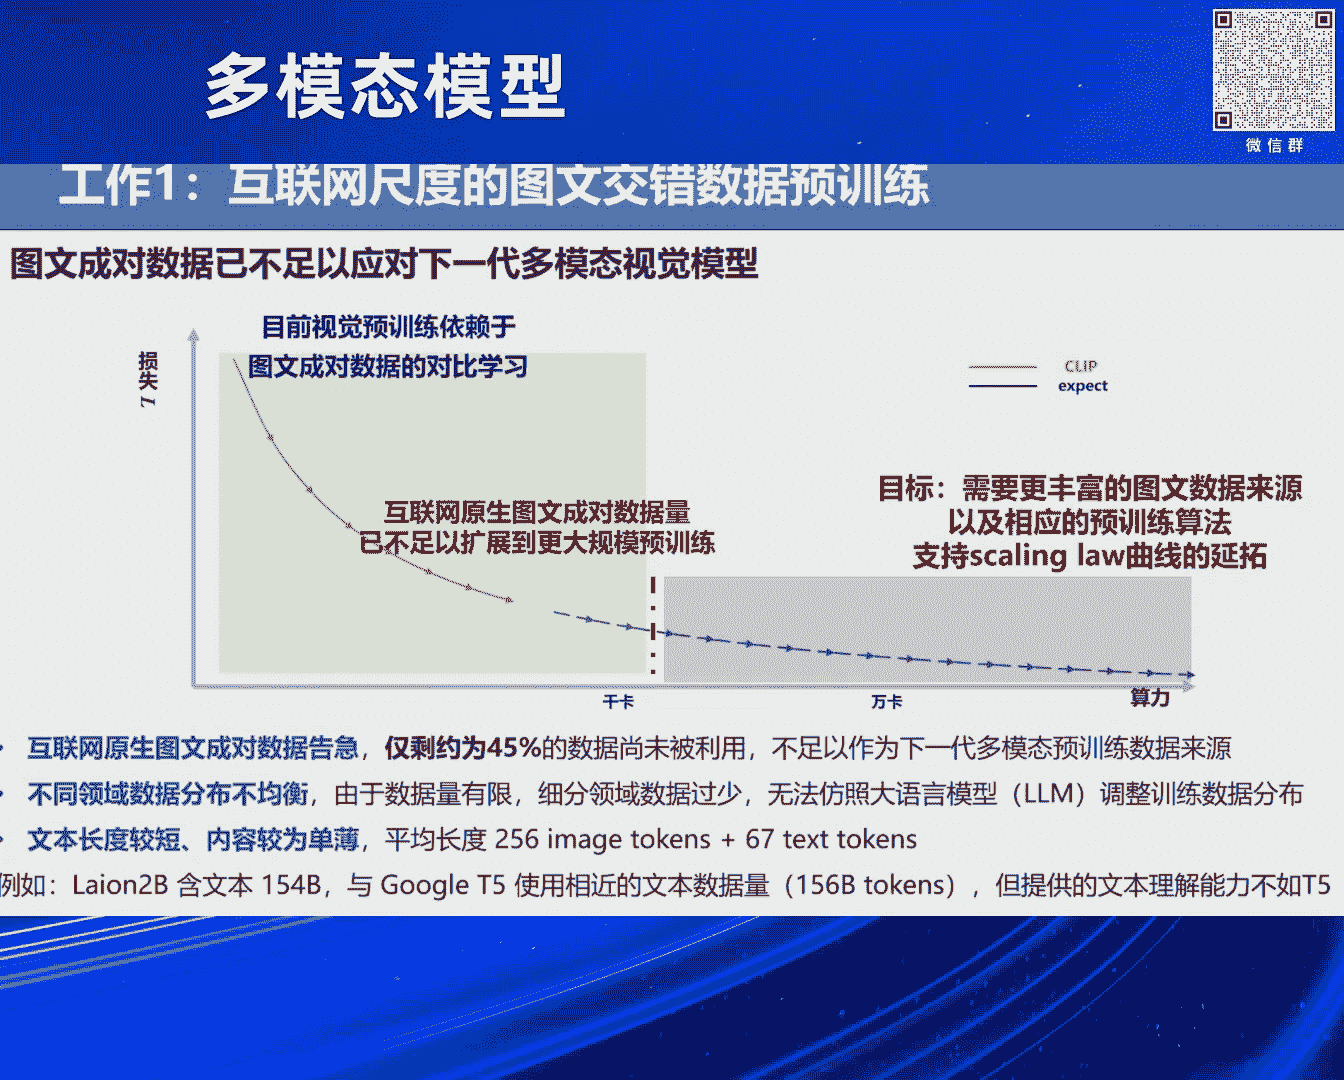 多模态模型
微信群
工作1：互联网尺度的图文交错数据预训练
图文成对数据已不足以应对下一代多模态视觉模型
目前视觉预训练依赖于
图文成对数据的对比学习
损失 L
CLIP
expect
互联网原生图文成对数据量
已不足以扩展到更大规模预训练
目标：需要更丰富的图文数据来源
以及相应的预训练算法
支持scaling law曲线的延拓
千卡
万卡
算力
互联网原生图文成对数据告急，仅剩约为45%的数据尚未被利用，不足以作为下一代多模态预训练数据来源
不同领域数据分布不均衡，由于数据量有限，细分领域数据过少，无法仿照大语言模型（LLM）调整训练数据分布
文本长度较短、内容较为单薄，平均长度 256 image tokens + 67 text tokens
例如：Laion2B 含文本 154B，与 Google T5 使用相近的文本数据量（156B tokens），但提供的文本理解能力不如T5